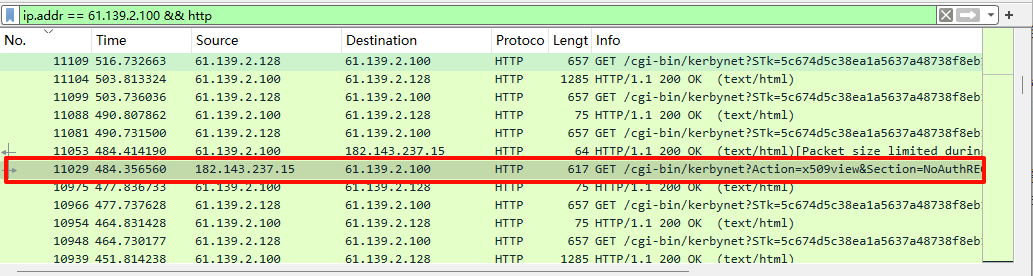 ip.addr == 61.139.2.100 && http
No. Time Source Destination Protoco Lengt Info
11109 516.732663 61.139.2.128 61.139.2.100 HTTP 657 GET /cgi-bin/kerbynet?STk=5c674d5c38ea1a5637a48738f8eb
11104 503.813324 61.139.2.100 61.139.2.128 HTTP 1285 HTTP/1.1 200 OK (text/html)
11099 503.736036 61.139.2.128 61.139.2.100 HTTP 657 GET /cgi-bin/kerbynet?STk=5c674d5c38ea1a5637a48738f8eb
11088 490.807862 61.139.2.100 61.139.2.128 HTTP 75 HTTP/1.1 200 OK (text/html)
11081 490.731500 61.139.2.128 61.139.2.100 HTTP 657 GET /cgi-bin/kerbynet?STk=5c674d5c38ea1a5637a48738f8eb
11053 484.414190 61.139.2.100 182.143.237.15 HTTP 64 HTTP/1.1 200 OK (text/html)[Packet size limited durin
11029 484.356560 182.143.237.15 61.139.2.100 HTTP 617 GET /cgi-bin/kerbynet?Action=x509view&Section=NoAuthRE
10975 477.836733 61.139.2.100 61.139.2.128 HTTP 75 HTTP/1.1 200 OK (text/html)
10966 477.737628 61.139.2.128 61.139.2.100 HTTP 657 GET /cgi-bin/kerbynet?STk=5c674d5c38ea1a5637a48738f8eb
10954 464.831428 61.139.2.100 61.139.2.128 HTTP 75 HTTP/1.1 200 OK (text/html)
10948 464.730177 61.139.2.128 61.139.2.100 HTTP 657 GET /cgi-bin/kerbynet?STk=5c674d5c38ea1a5637a48738f8eb
10939 451.814238 61.139.2.100 61.139.2.128 HTTP 1285 HTTP/1.1 200 OK (text/html)